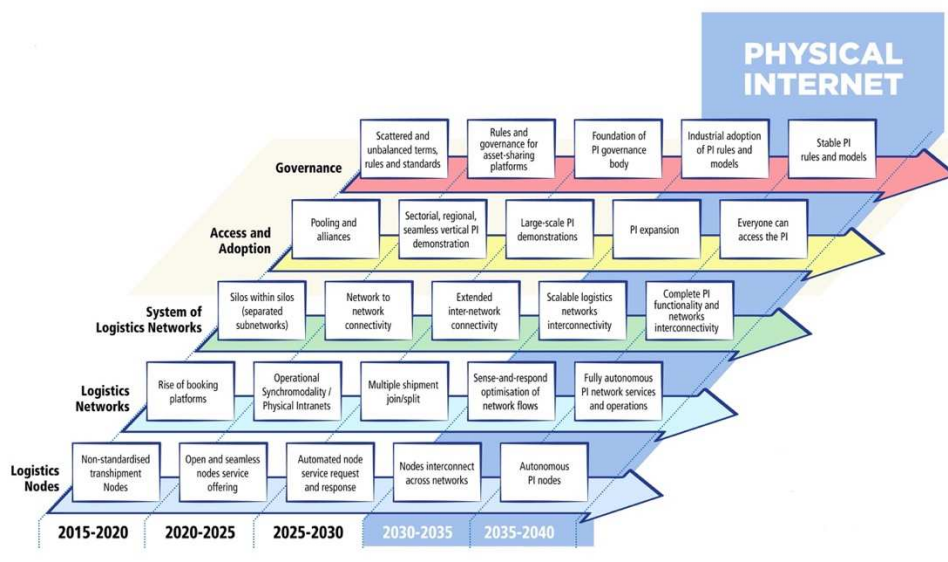 PHYSICAL
INTERNET
Governance
Scattered and
unbalanced terms,
rules and standards
Rules and
governance for
asset-sharing
platforms
Foundation of
PI governance
body
Industrial adoption
of PI rules and
models
Stable PI
rules and models
Access and
Adoption
Pooling and
alliances
Sectorial, regional,
seamless vertical PI
demonstration
Large-scale PI
demonstrations
PI expansion
Everyone can
access the PI
System of
Logistics Networks
Silos within silos
(separated
subnetworks)
Network to
network
connectivity
Extended
inter-network
connectivity
Scalable logistics
networks
interconnectivity
Complete PI
functionality and
networks
interconnectivity
Logistics
Networks
Rise of booking
platforms
Operational
Synchromodality /
Physical Intranets
Multiple shipment
join/split
Sense-and-respond
optimisation of
network flows
Fully autonomous
PI network services
and operations
Logistics
Nodes
Non-standardised
transhipment
Nodes
Open and seamless
nodes service
offering
Automated node
service request
and response
Nodes interconnect
across networks
Autonomous
PI nodes
2015-2020
2020-2025
2025-2030
2030-2035
2035-2040